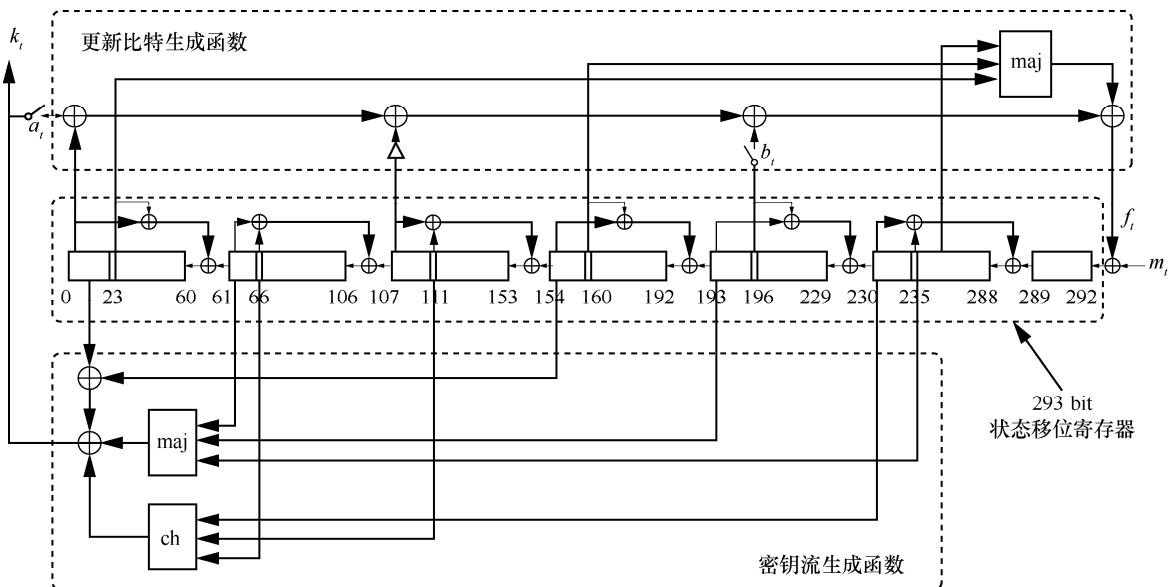 k_t
更新比特生成函数
maj
a_t
b_t
f_t
m_t
0 23 60 61 66 106 107 111 153 154 160 192 193 196 229 230 235 288 289 292
293 bit
状态移位寄存器
maj
ch
密钥流生成函数